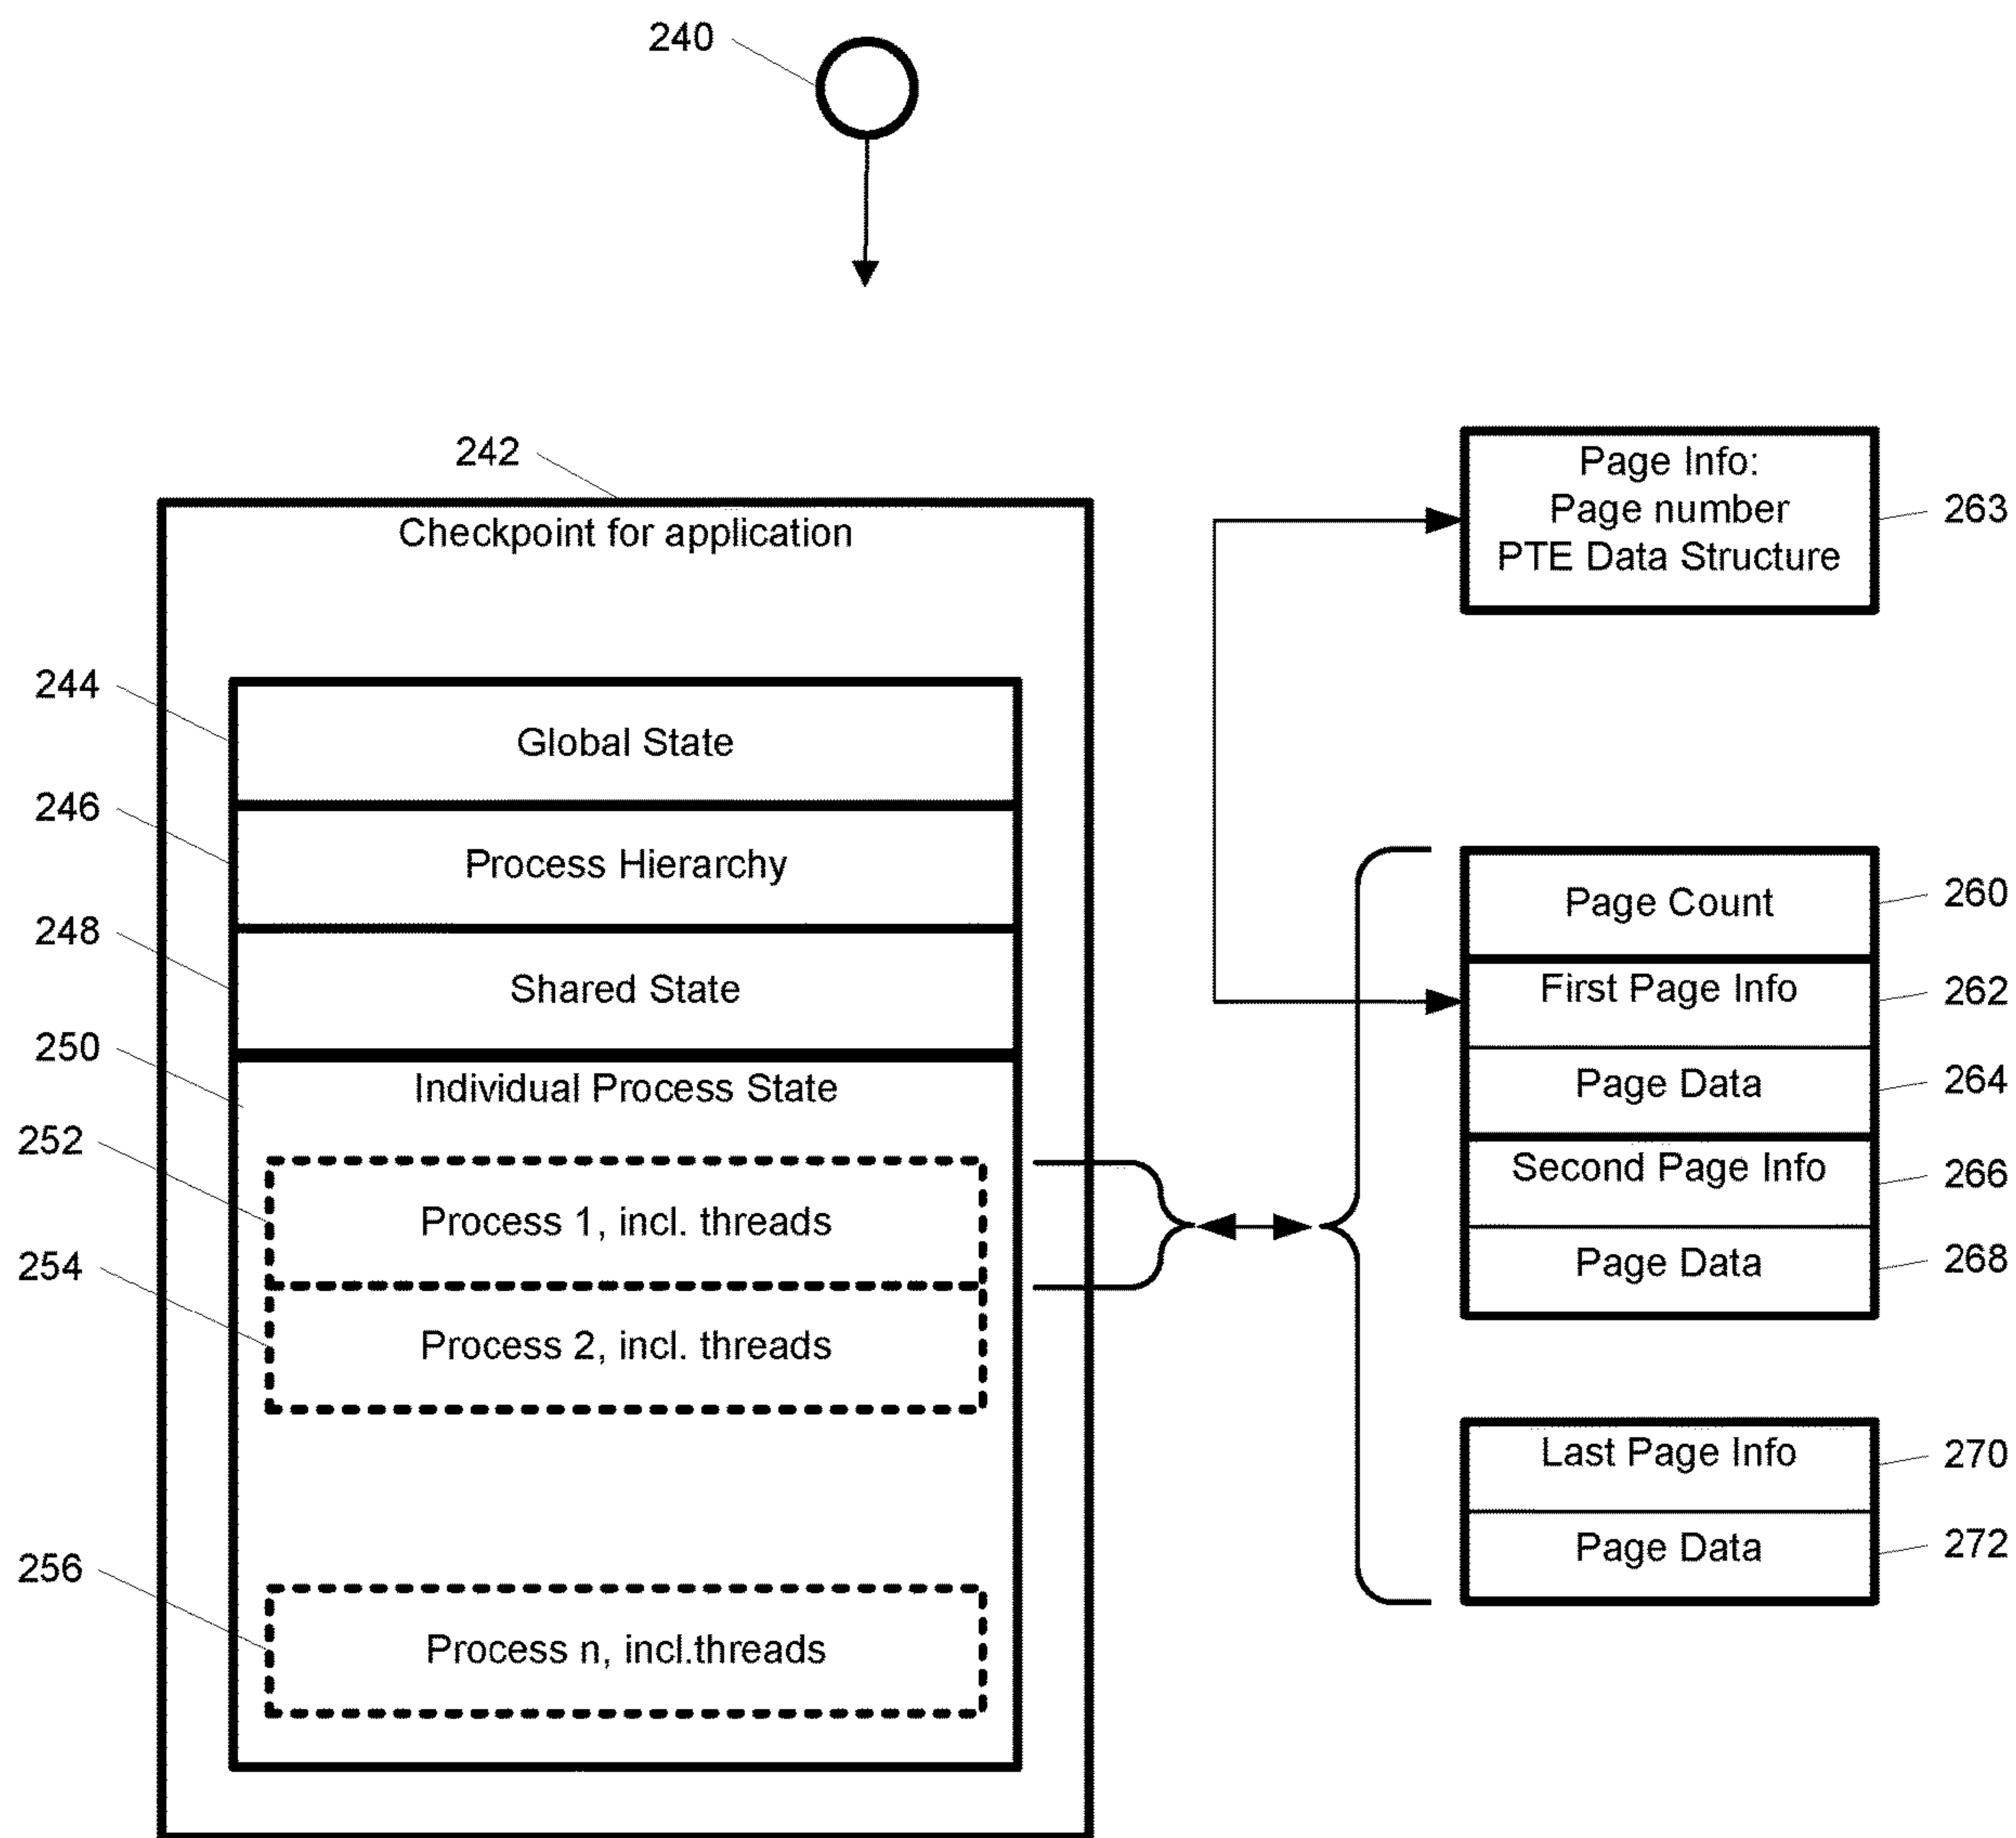 240
242
Checkpoint for application
244
Global State
246
Process Hierarchy
248
Shared State
250
Individual Process State
252
Process 1, incl. threads
254
Process 2, incl. threads
256
Process n, incl.threads
Page Info:
Page number
PTE Data Structure
263
Page Count
260
First Page Info
262
Page Data
264
Second Page Info
266
Page Data
268
Last Page Info
270
Page Data
272